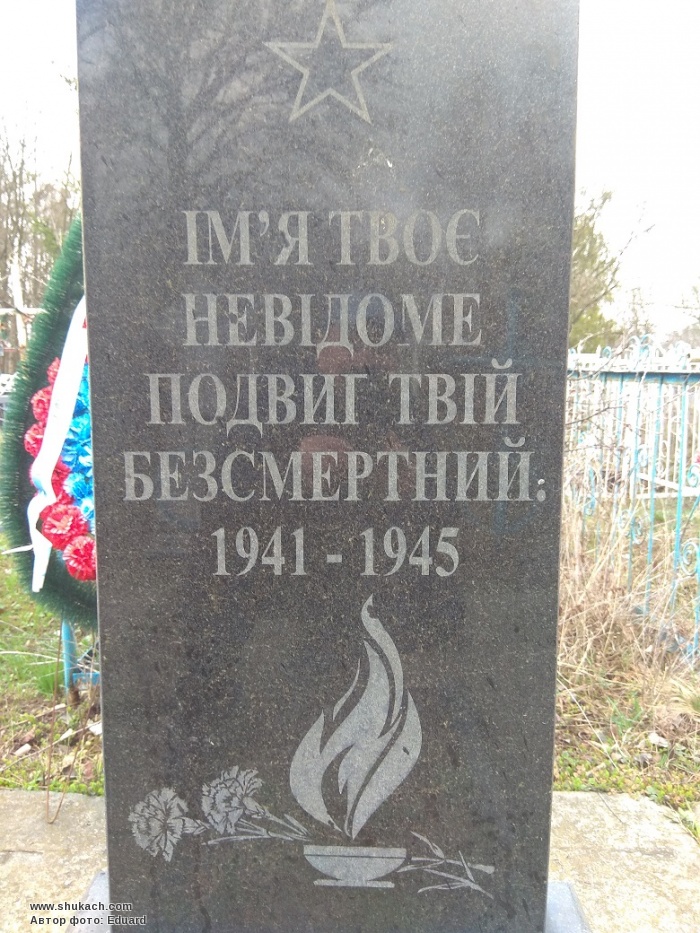 ІМ’Я ТВОЄ
НЕВІДОМЕ
ПОДВИГ ТВІЙ
БЕЗСМЕРТНИЙ:
1941 - 1945
www.shukach.com
Автор фото: Eduard